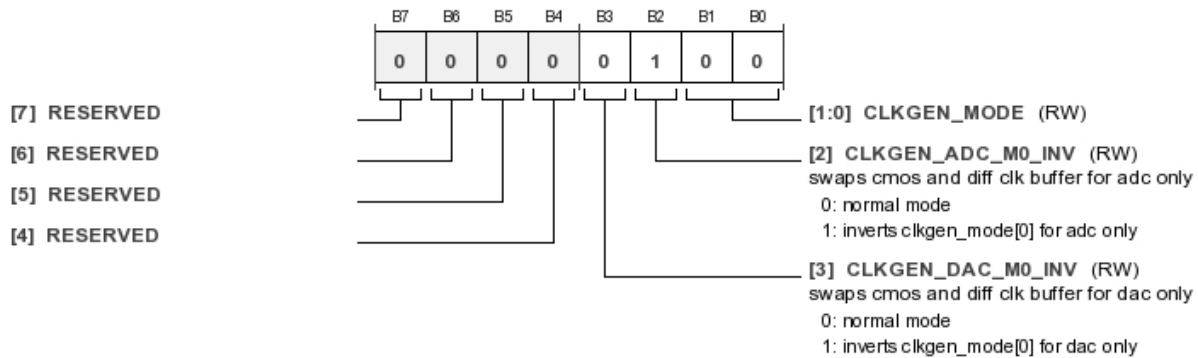 B7 B6 B5 B4 B3 B2 B1 B0
0 0 0 0 0 1 0 0
[7] RESERVED
[6] RESERVED
[5] RESERVED
[4] RESERVED
[1:0] CLKGEN_MODE (RW)
[2] CLKGEN_ADC_M0_INV (RW)
swaps cmos and diff clk buffer for adc only
0: normal mode
1: inverts clkgen_mode[0] for adc only
[3] CLKGEN_DAC_M0_INV (RW)
swaps cmos and diff clk buffer for dac only
0: normal mode
1: inverts clkgen_mode[0] for dac only